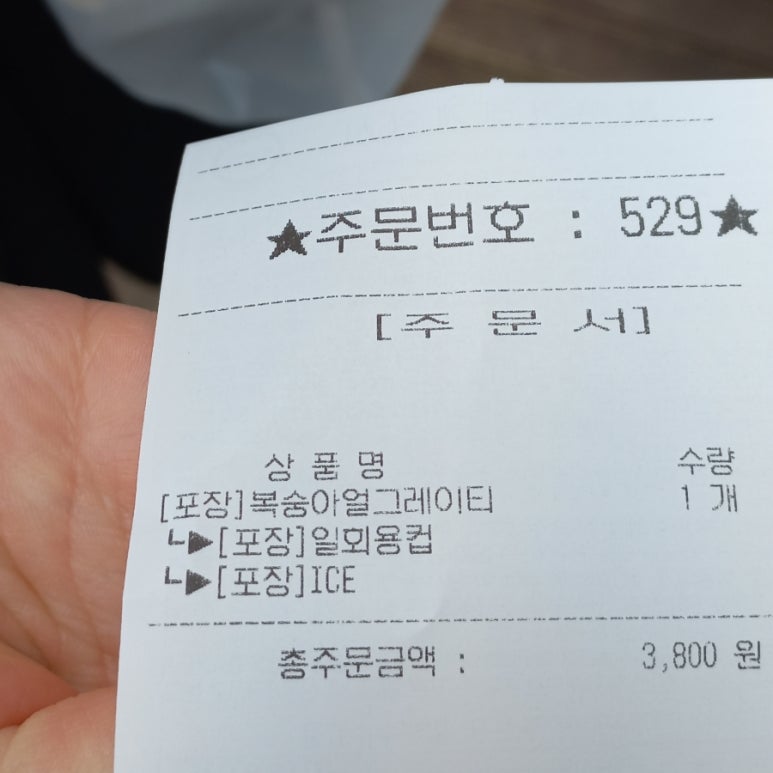 ★주문번호 : 529★
[주 문 서]
상 품 명 수량
[포장]복숭아얼그레이티 1 개
┗▶[포장]일회용컵
┗▶[포장]ICE
총주문금액 : 3,800 원